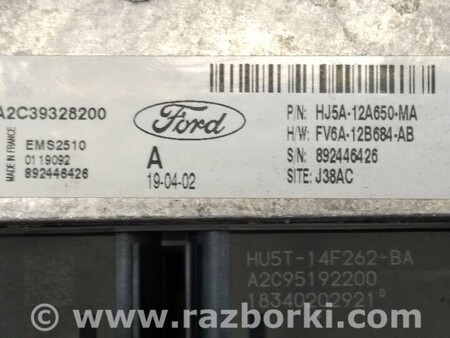 A2C39328200
MADE IN FRANCE
EMS2510
0119092
892446426
Ford
A
19-04-02
P/N: HJ5A-12A650-MA
H/W: FV6A-12B684-AB
S/N: 892446426
SITE: J38AC
HU5T-14F262-BA
A2C95192200
18340202921
© www.razborki.com